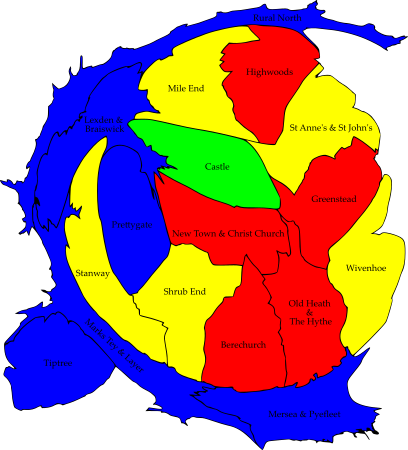 Rural North
Highwoods
Mile End
Lexden &
Braiswick
St Anne's & St John's
Castle
Greenstead
Prettygate
New Town & Christ Church
Stanway
Wivenhoe
Shrub End
Old Heath
&
The Hythe
Marks Tey & Layer
Berechurch
Tiptree
Mersea & Pyefleet